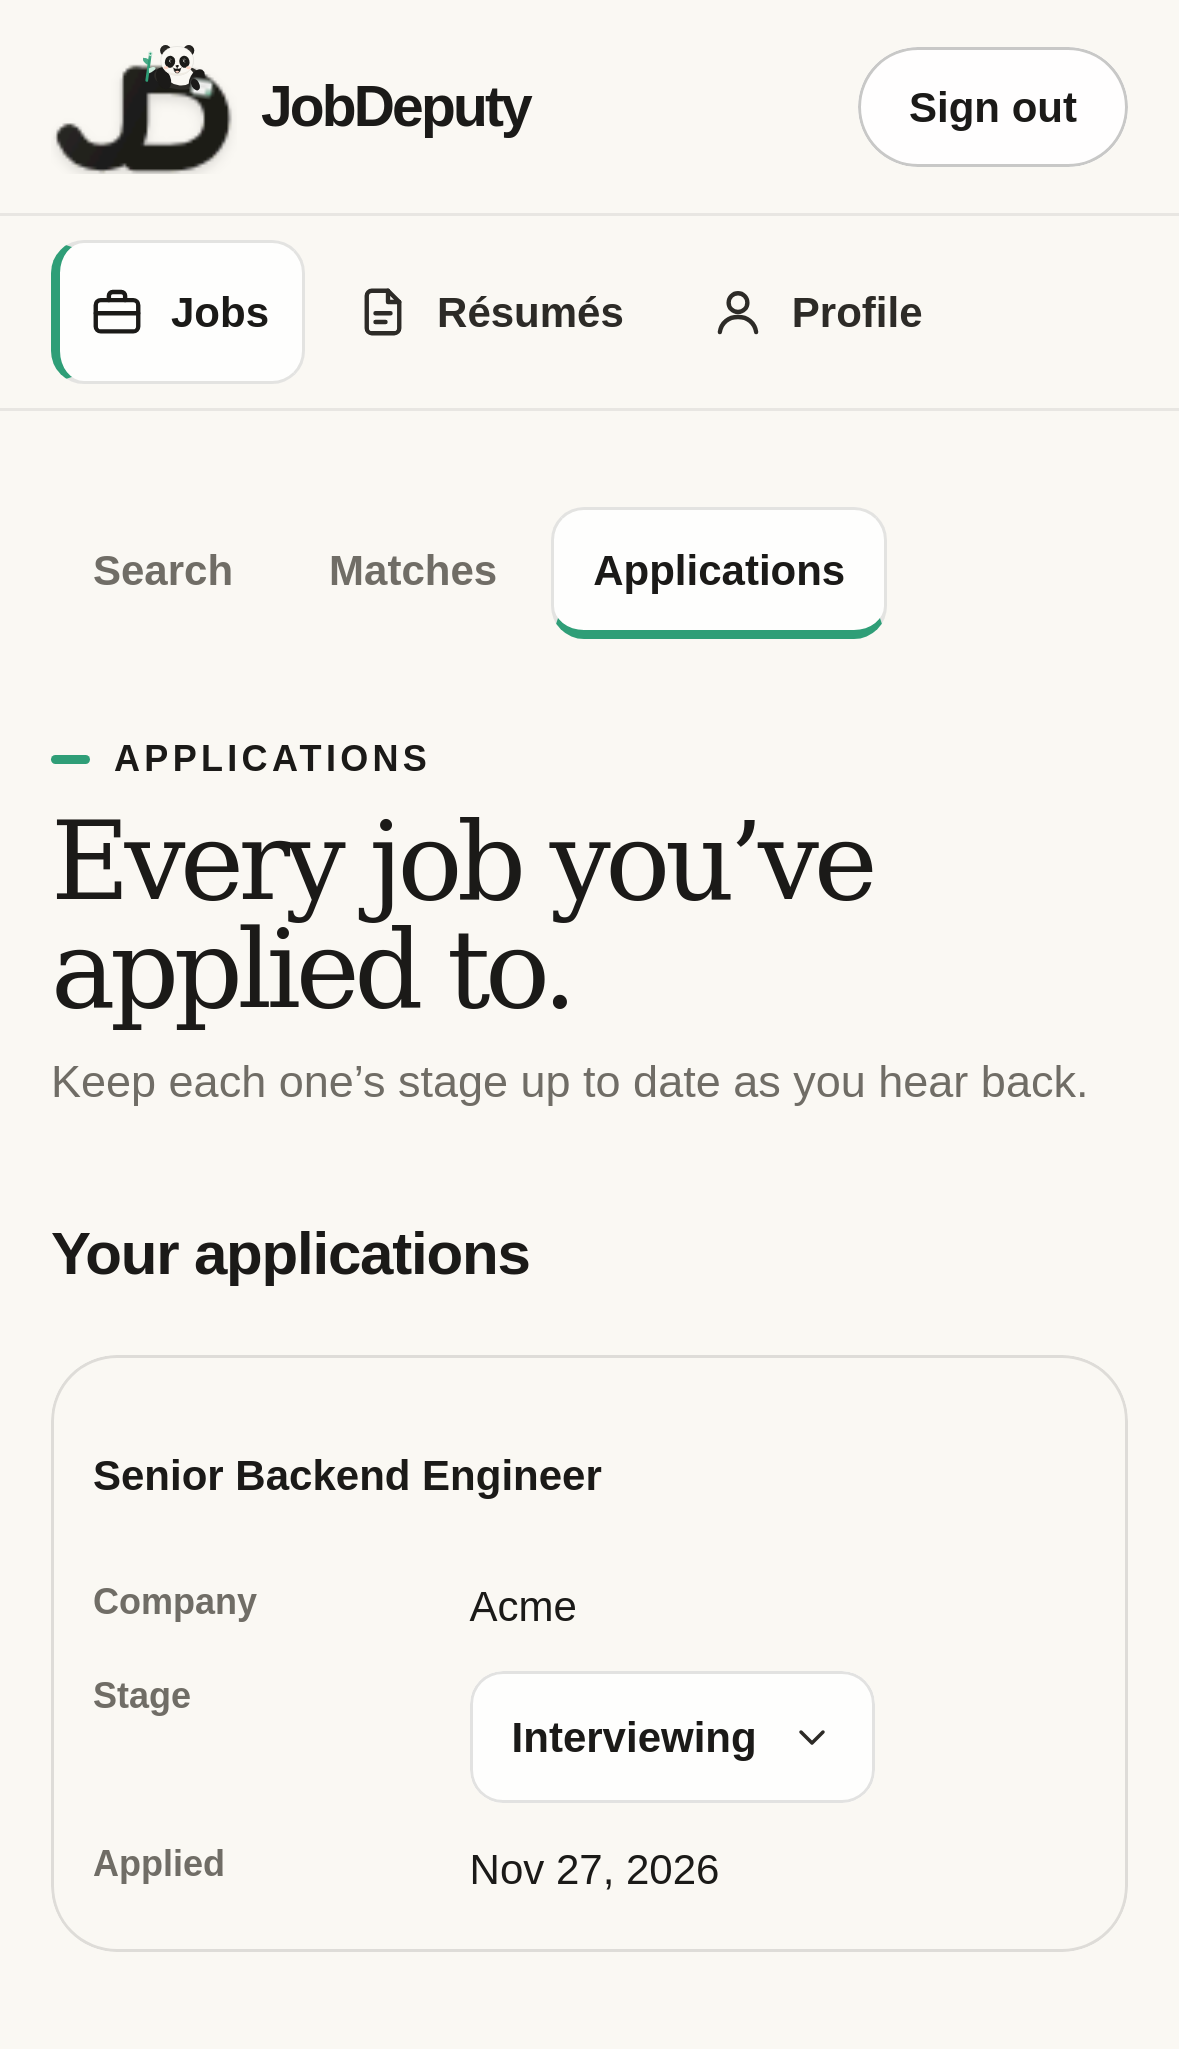 JD
JobDeputy
Sign out
Jobs
Résumés
Profile
Search
Matches
Applications
APPLICATIONS
Every job you’ve
applied to.
Keep each one’s stage up to date as you hear back.
Your applications
Senior Backend Engineer
Company
Acme
Stage
Interviewing
Applied
Nov 27, 2026